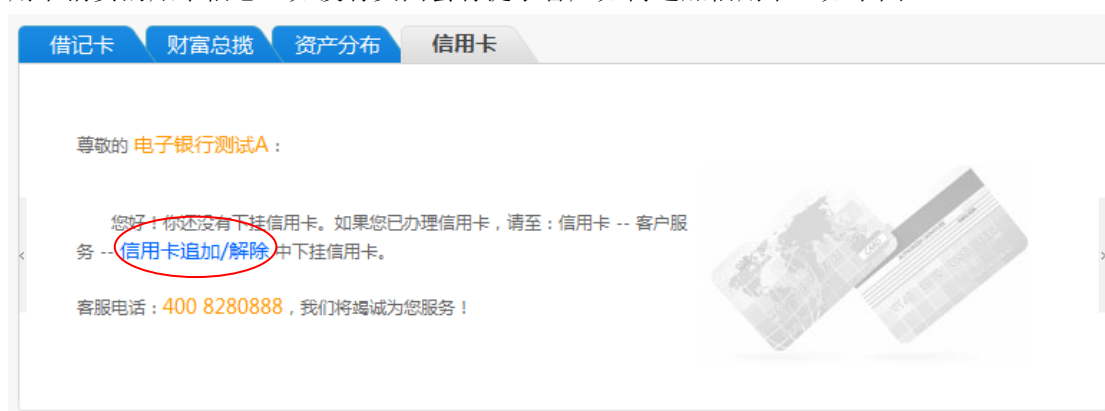 借记卡 财富总揽 资产分布 信用卡
尊敬的 电子银行测试A：
您好！你还没有下挂信用卡。如果您已办理信用卡，请至：信用卡 -- 客户服
务 -- 信用卡追加/解除 中下挂信用卡。
客服电话：400 8280888，我们将竭诚为您服务！